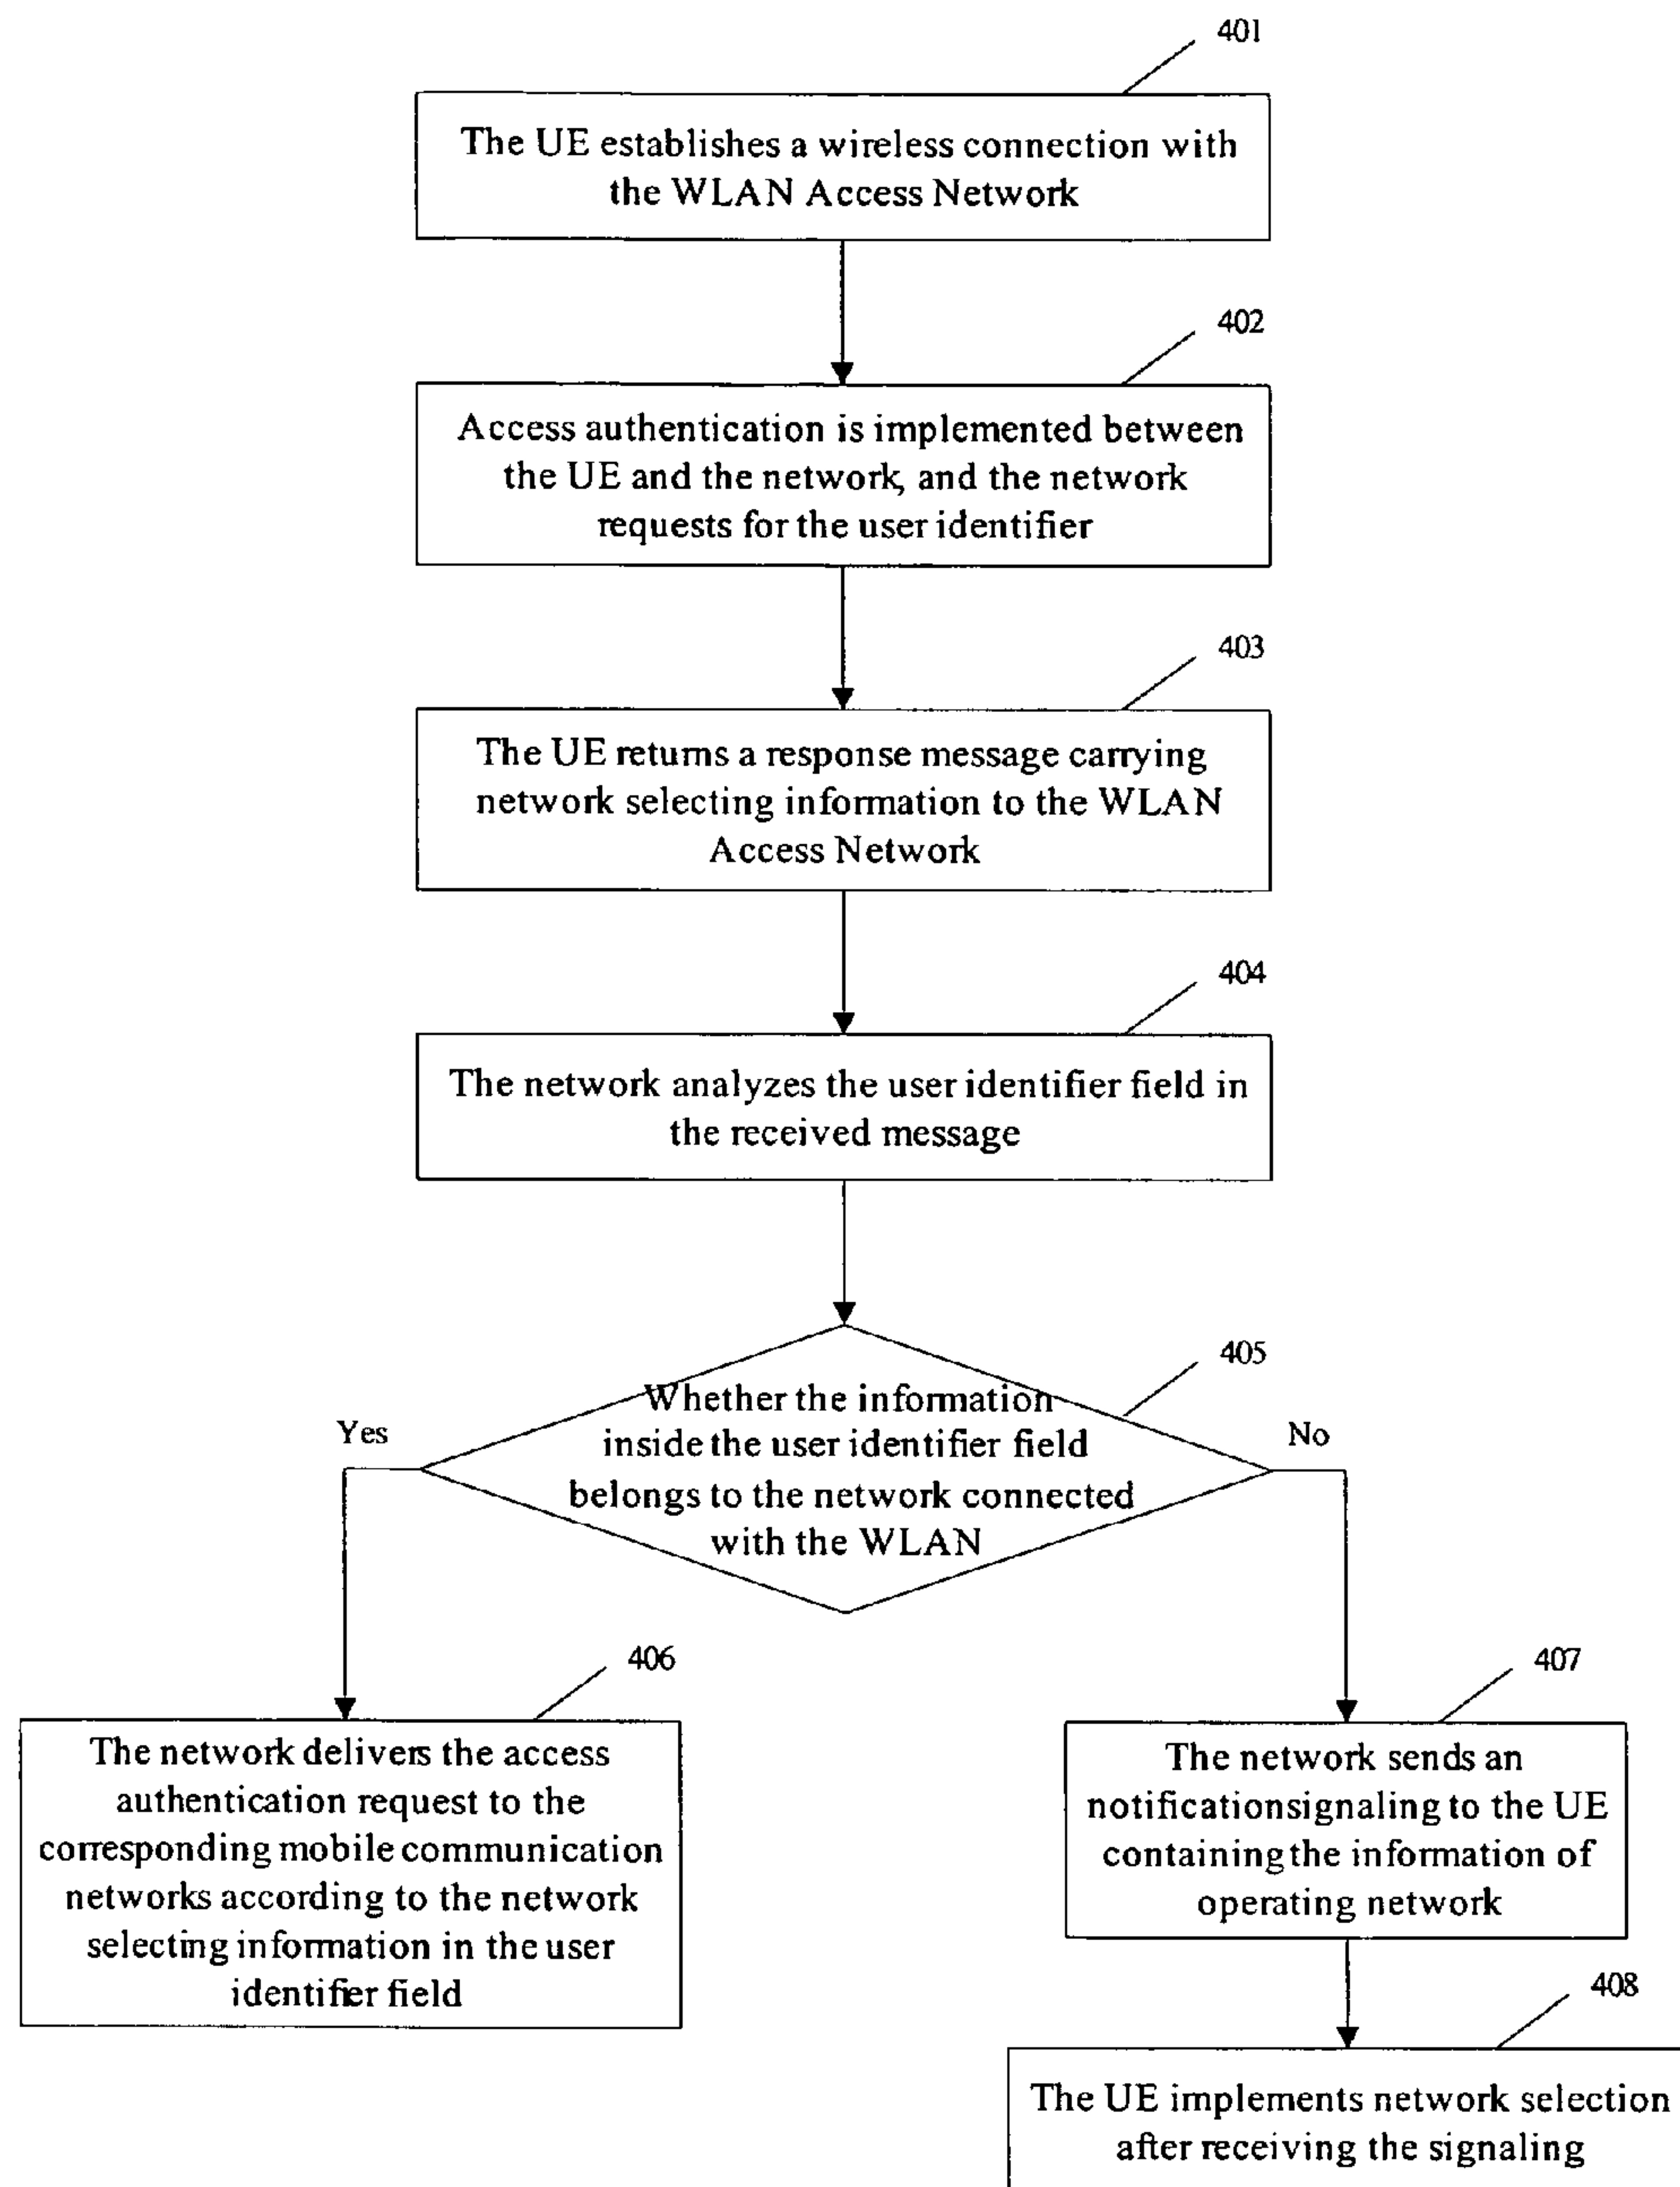 401
The UE establishes a wireless connection with
the WLAN Access Network
402
Access authentication is implemented between
the UE and the network, and the network
requests for the user identifier
403
The UE returns a response message carrying
network selecting information to the WLAN
Access Network
404
The network analyzes the user identifier field in
the received message
405
Whether the information
inside the user identifier field
belongs to the network connected
with the WLAN
Yes
No
406
The network delivers the access
authentication request to the
corresponding mobile communication
networks according to the network
selecting information in the user
identifier field
407
The network sends an
notificationsignaling to the UE
containing the information of
operating network
408
The UE implements network selection
after receiving the signaling